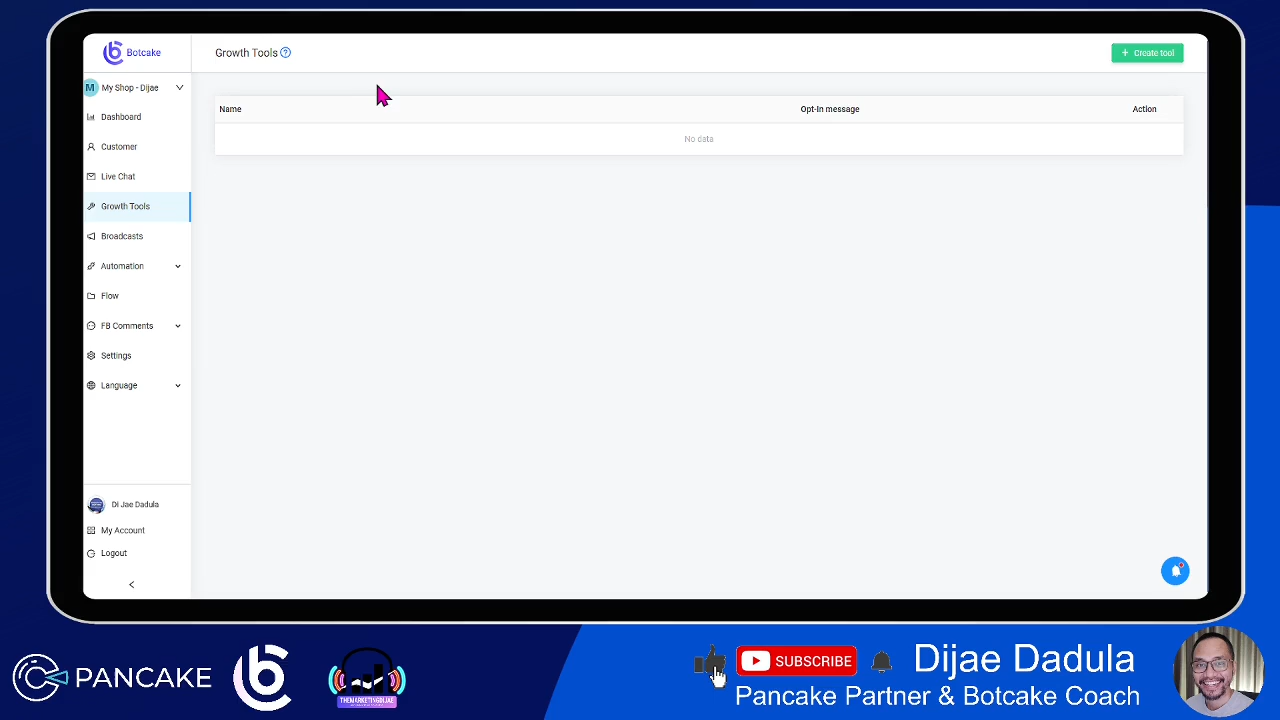 Botcake
Growth Tools
+ Create tool
M My Shop - Dijae
Dashboard
Customer
Live Chat
Growth Tools
Broadcasts
Automation
Flow
FB Comments
Settings
Language
Name
Opt-In message
Action
No data
Di Jae Dadula
My Account
Logout
PANCAKE
THEMARKETINGDIJAE
SUBSCRIBE
Dijae Dadula
Pancake Partner & Botcake Coach